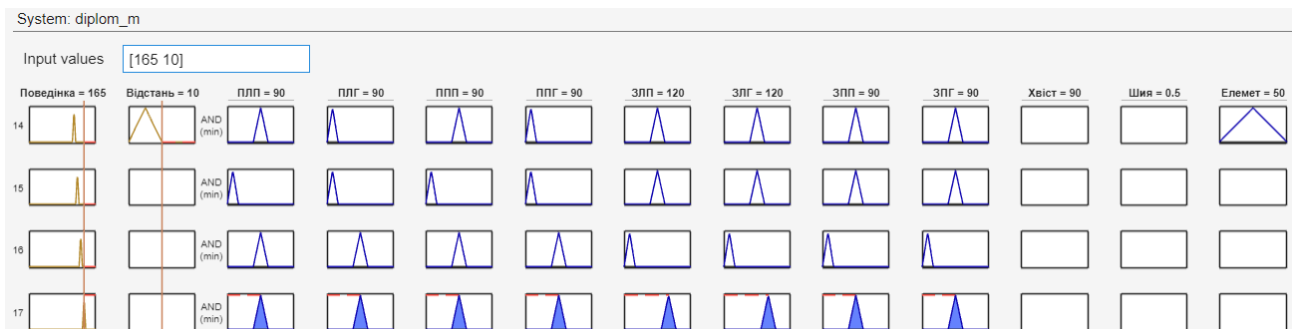 System: diplom_m
Input values [165 10]
Поведінка = 165 Відстань = 10 ПЛП = 90 ПЛГ = 90 ППП = 90 ППГ = 90 ЗЛП = 120 ЗЛГ = 120 ЗПП = 90 ЗПГ = 90 Хвіст = 90 Шия = 0.5 Елемет = 50
14 AND
(min)
15 AND
(min)
16 AND
(min)
17 AND
(min)